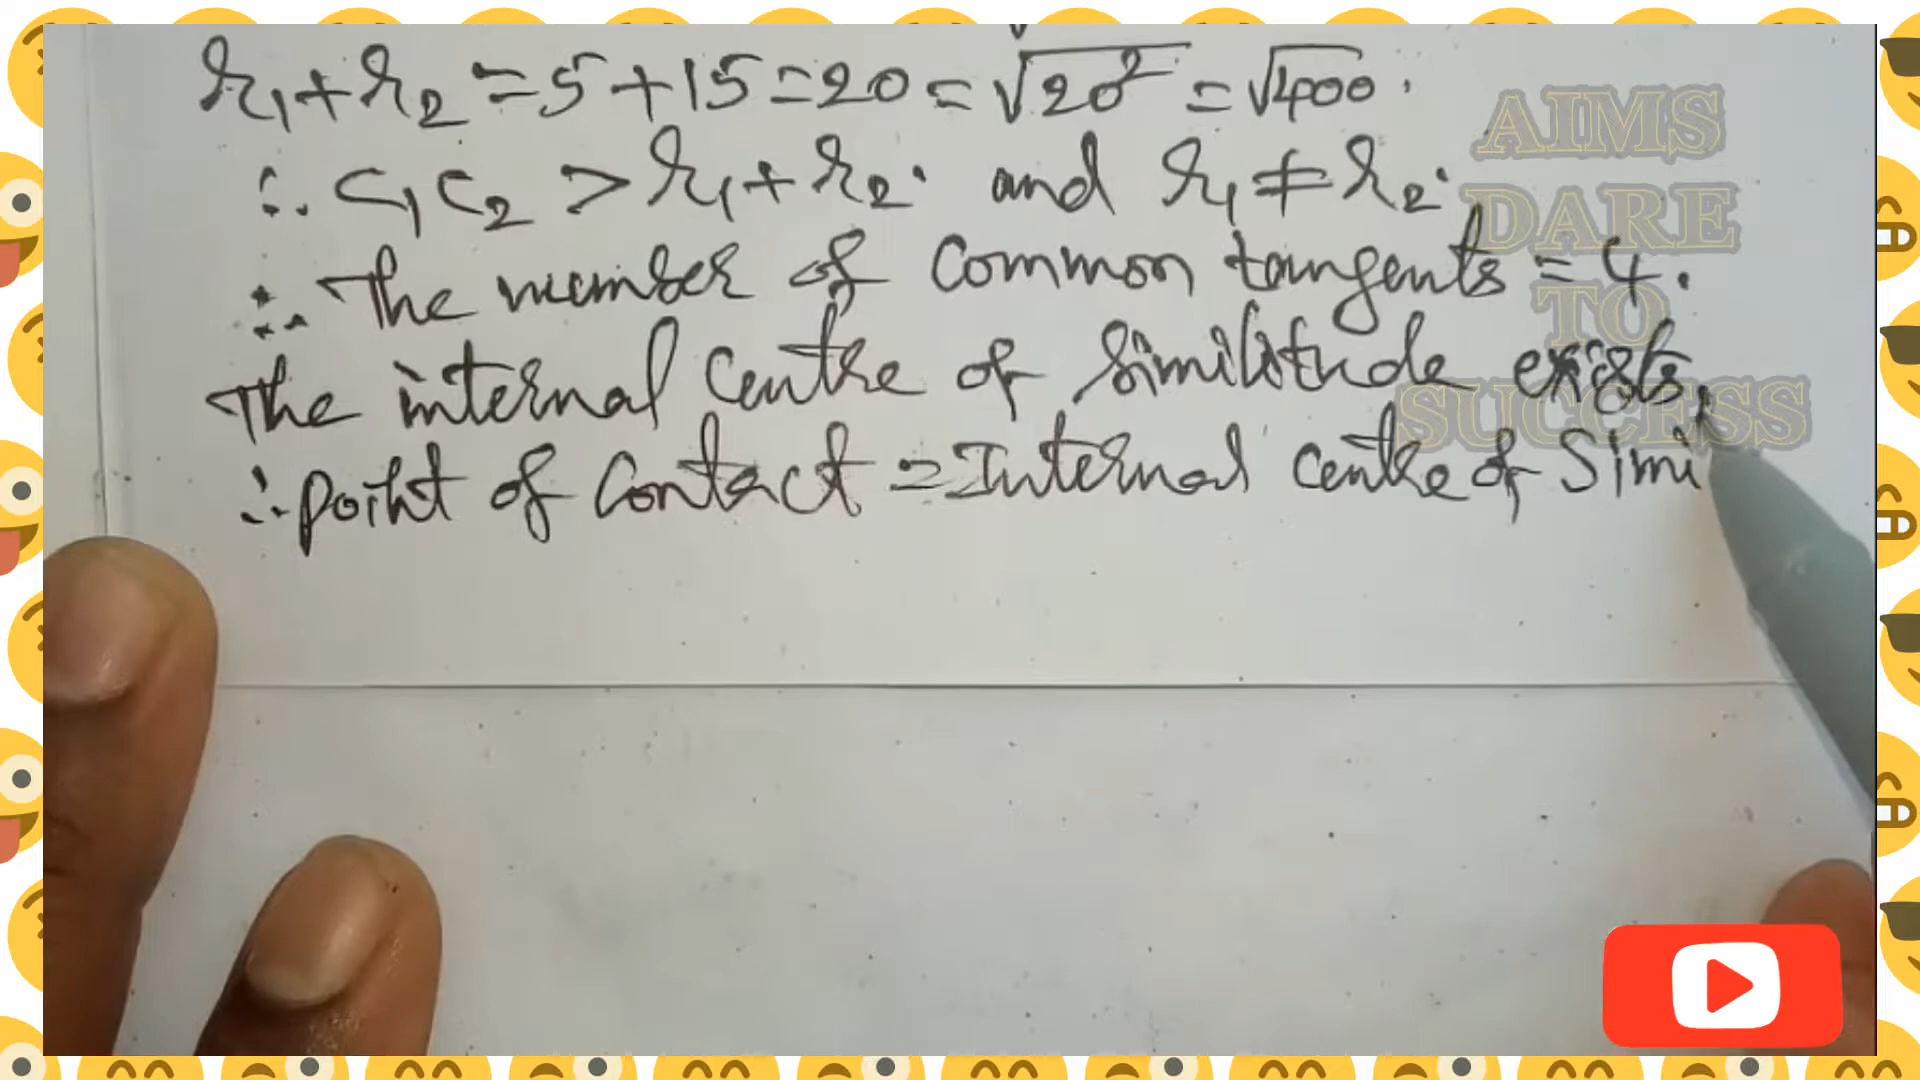 r₁+r₂ = 5+15 = 20 = √20² = √400.
∴ C₁C₂ > r₁+r₂. and r₁ ≠ r₂.
∴ The number of common tangents = 4.
The internal centre of similitude exists.
∴ point of contact = Internal centre of Simi
AIMS
DARE
TO
SUCCESS